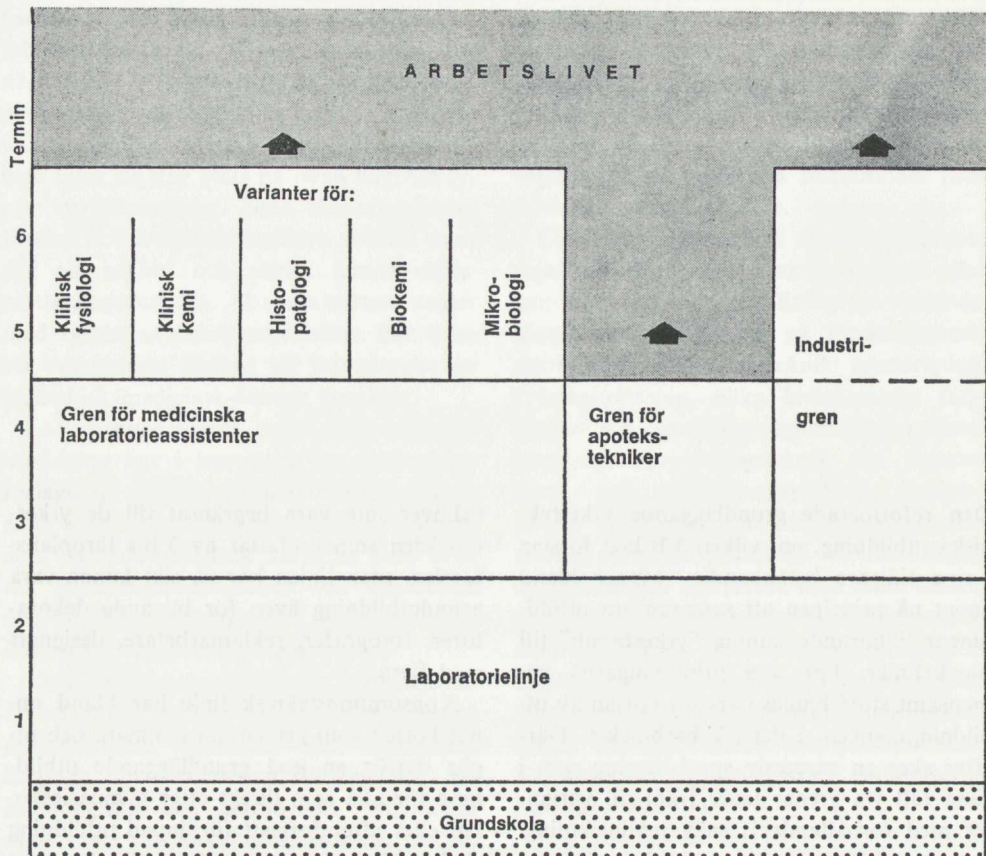 ARBETSLIVET
Termin
Varianter för:
6
5
4
3
2
1
Klinisk
fysiologi
Klinisk
kemi
Histo-
patologi
Biokemi
Mikro-
biologi
Industri-
gren
Gren för medicinska
laboratorieassistenter
Gren för
apoteks-
tekniker
Laboratorielinje
Grundskola